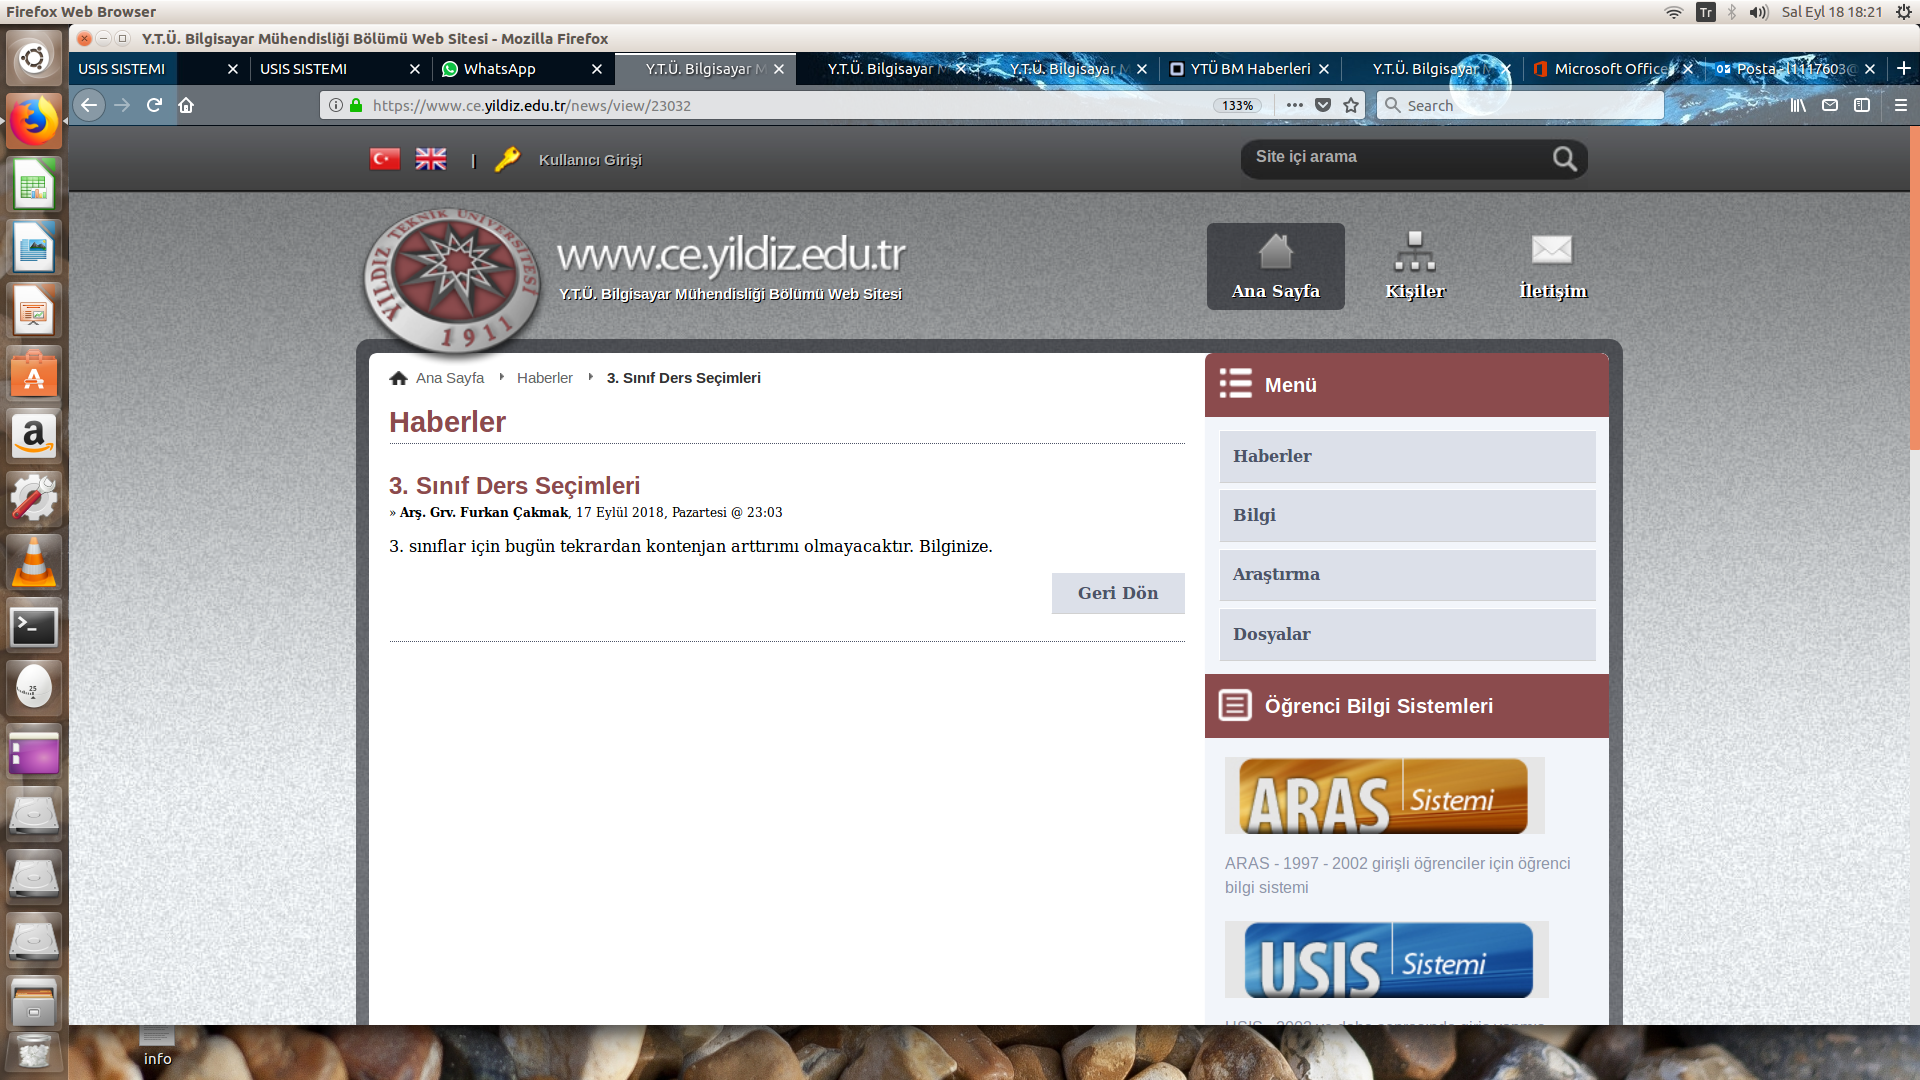 Firefox Web Browser
Tr
Sal Eyl 18 18:21
Y.T.Ü. Bilgisayar Mühendisliği Bölümü Web Sitesi - Mozilla Firefox
USIS SISTEMI
USIS SISTEMI
WhatsApp
Y.T.Ü. Bilgisayar M
Y.T.Ü. Bilgisayar M
Y.T.Ü. Bilgisayar M
YTÜ BM Haberleri
Y.T.Ü. Bilgisayar M
Microsoft Office
Posta - l1117603@
https://www.ce.yildiz.edu.tr/news/view/23032
133%
Search
| Kullanıcı Girişi
Site içi arama
YILDIZ TEKNİK ÜNİVERSİTESİ
1911
www.ce.yildiz.edu.tr
Y.T.Ü. Bilgisayar Mühendisliği Bölümü Web Sitesi
Ana Sayfa
Kişiler
İletişim
Ana Sayfa
Haberler
3. Sınıf Ders Seçimleri
Haberler
3. Sınıf Ders Seçimleri
» Arş. Grv. Furkan Çakmak, 17 Eylül 2018, Pazartesi @ 23:03
3. sınıflar için bugün tekrardan kontenjan arttırımı olmayacaktır. Bilginize.
Geri Dön
Menü
Haberler
Bilgi
Araştırma
Dosyalar
Öğrenci Bilgi Sistemleri
ARAS Sistemi
ARAS - 1997 - 2002 girişli öğrenciler için öğrenci
bilgi sistemi
USIS Sistemi
25
info